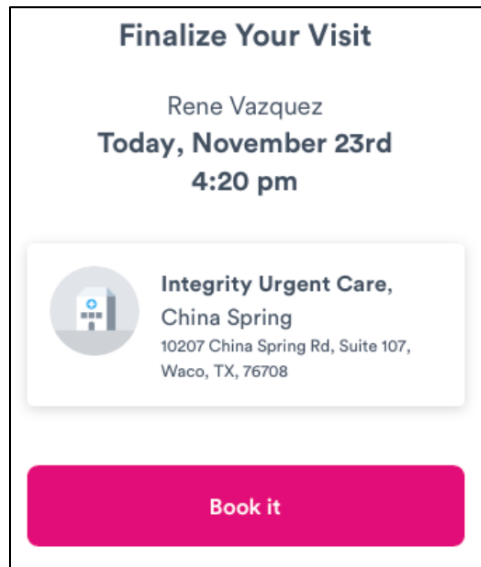 Finalize Your Visit
Rene Vazquez
Today, November 23rd
4:20 pm
Integrity Urgent Care,
China Spring
10207 China Spring Rd, Suite 107,
Waco, TX, 76708
Book it